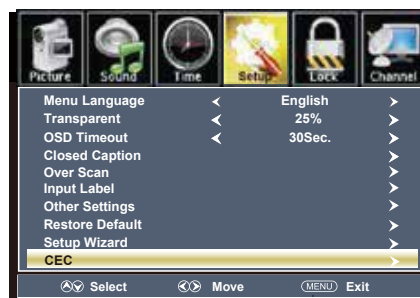 Picture Sound Time Setup Lock Channel
Menu Language English
Transparent 25%
OSD Timeout 30Sec.
Closed Caption
Over Scan
Input Label
Other Settings
Restore Default
Setup Wizard
CEC
Select Move MENU Exit